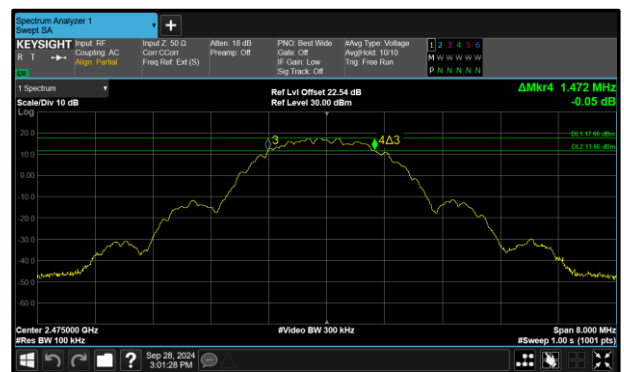 Spectrum Analyzer 1
Swept SA
+
KEYSIGHT Input: RF Input Z: 50 Ω Atten: 18 dB PNO: Best Wide #Avg Type: Voltage 1 2 3 4 5 6
R T Coupling: AC Corr CCorr Preamp: Off Gate: Off Avg|Hold: 10/10 M W W W W W
Align: Partial Freq Ref: Ext (S) IF Gain: Low Trig: Free Run
Sig Track: Off P N N N N N
1 Spectrum Ref Lvl Offset 22.54 dB ΔMkr4 1.472 MHz
Scale/Div 10 dB Ref Level 30.00 dBm -0.05 dB
Log
20.0 3 4Δ3 DL1 17.66 dBm
10.0 DL2 11.66 dBm
0.00
-10.0
-20.0
-30.0
-40.0
-50.0
-60.0
Center 2.475000 GHz #Video BW 300 kHz Span 8.000 MHz
#Res BW 100 kHz #Sweep 1.00 s (1001 pts)
? Sep 28, 2024
3:01:28 PM